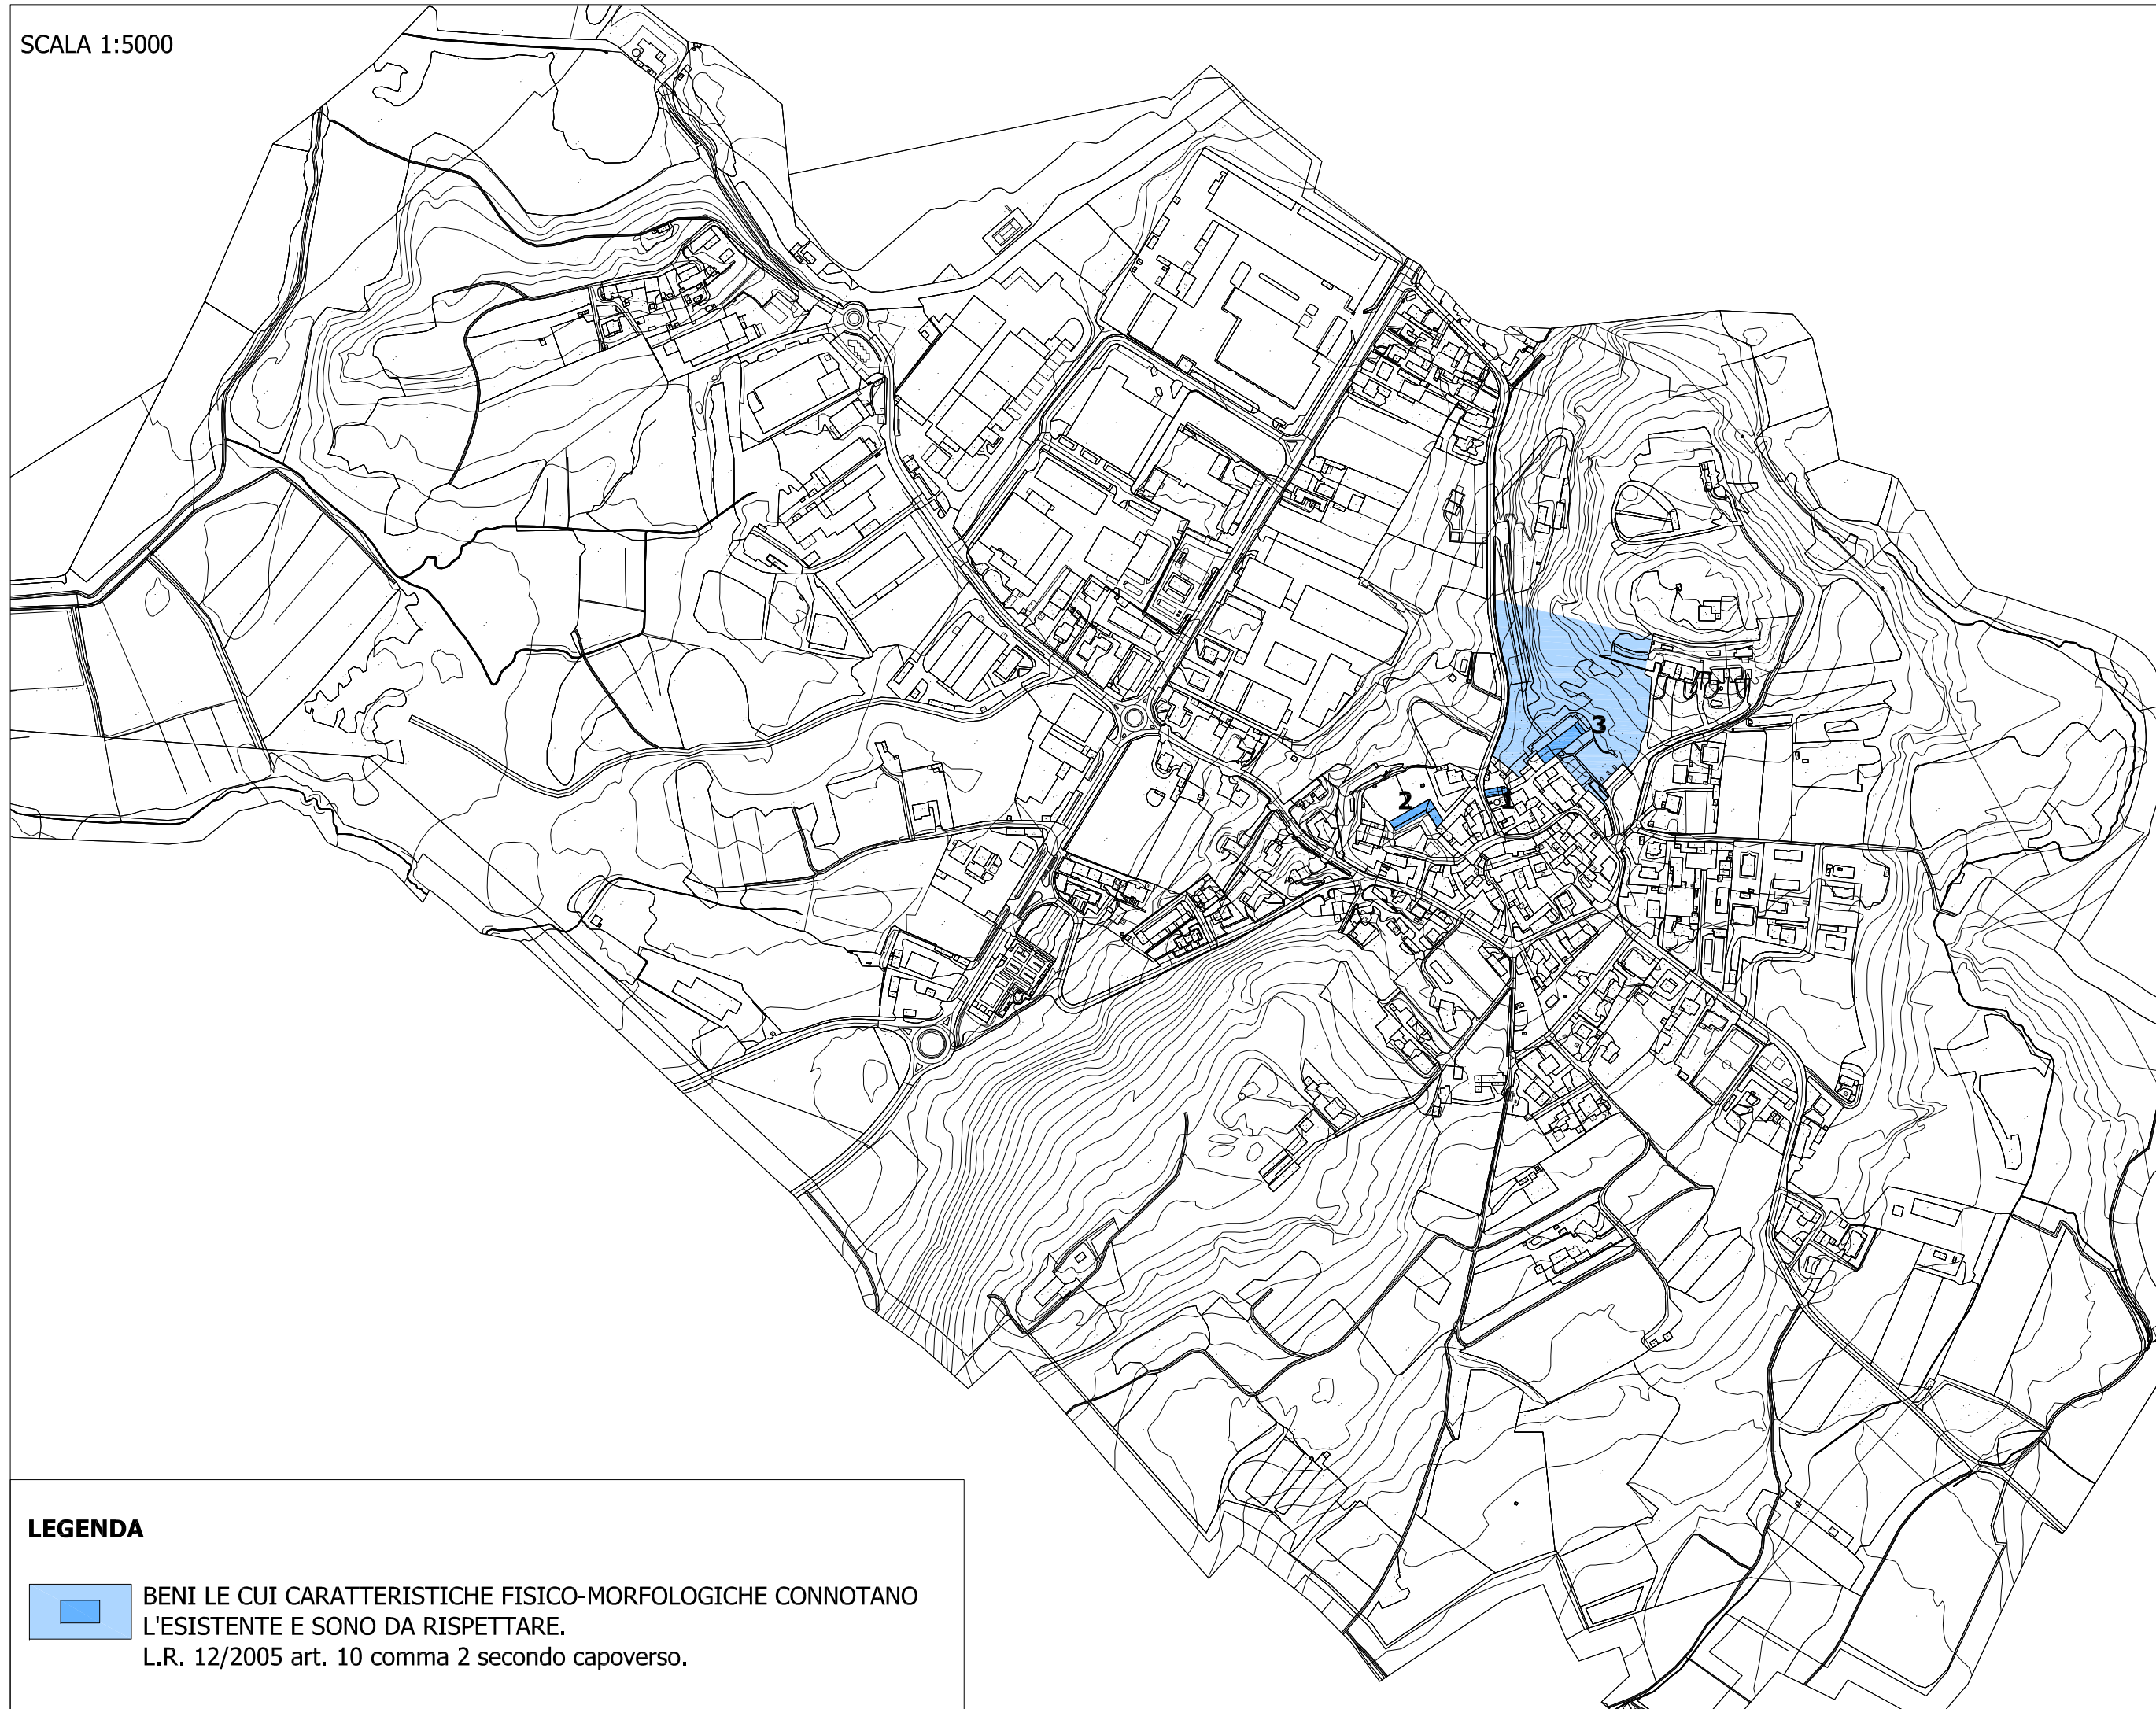 SCALA 1:5000
3
2
1
LEGENDA
BENI LE CUI CARATTERISTICHE FISICO-MORFOLOGICHE CONNOTANO
L'ESISTENTE E SONO DA RISPETTARE.
L.R. 12/2005 art. 10 comma 2 secondo capoverso.